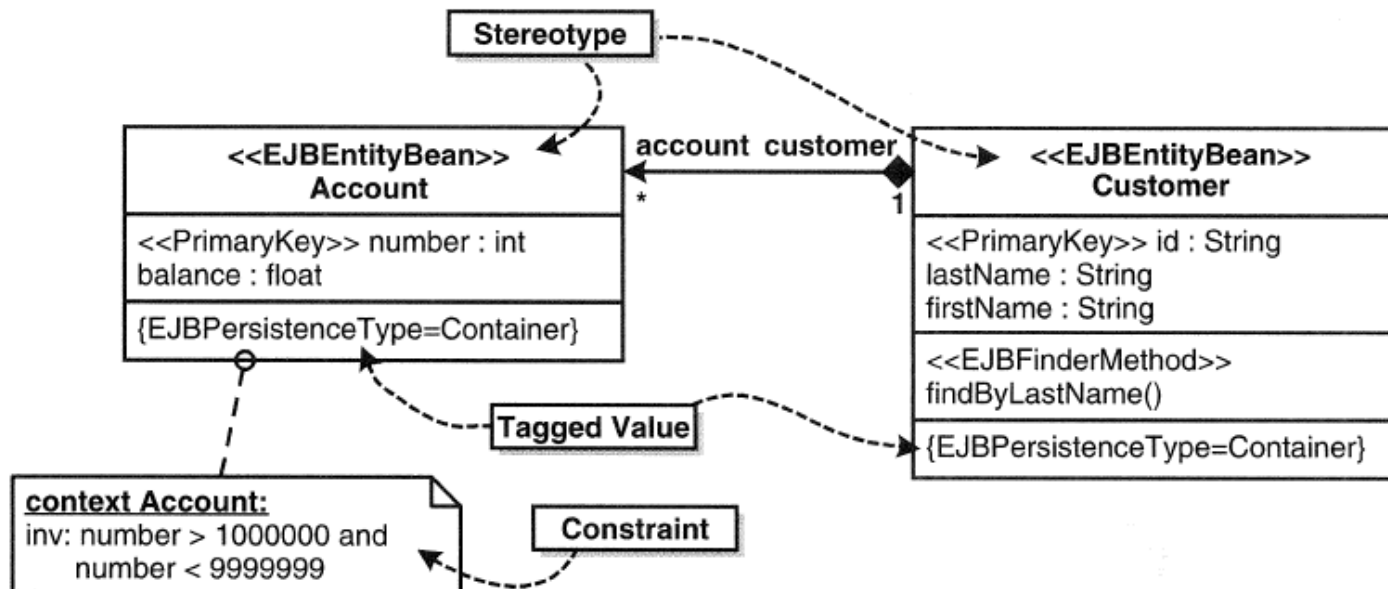 Stereotype
<<EJBEntityBean>>
Account
<<PrimaryKey>> number : int
balance : float
{EJBPersistenceType=Container}
account customer
*
1
<<EJBEntityBean>>
Customer
<<PrimaryKey>> id : String
lastName : String
firstName : String
<<EJBFinderMethod>>
findByLastName()
{EJBPersistenceType=Container}
Tagged Value
context Account:
inv: number > 1000000 and
number < 9999999
Constraint